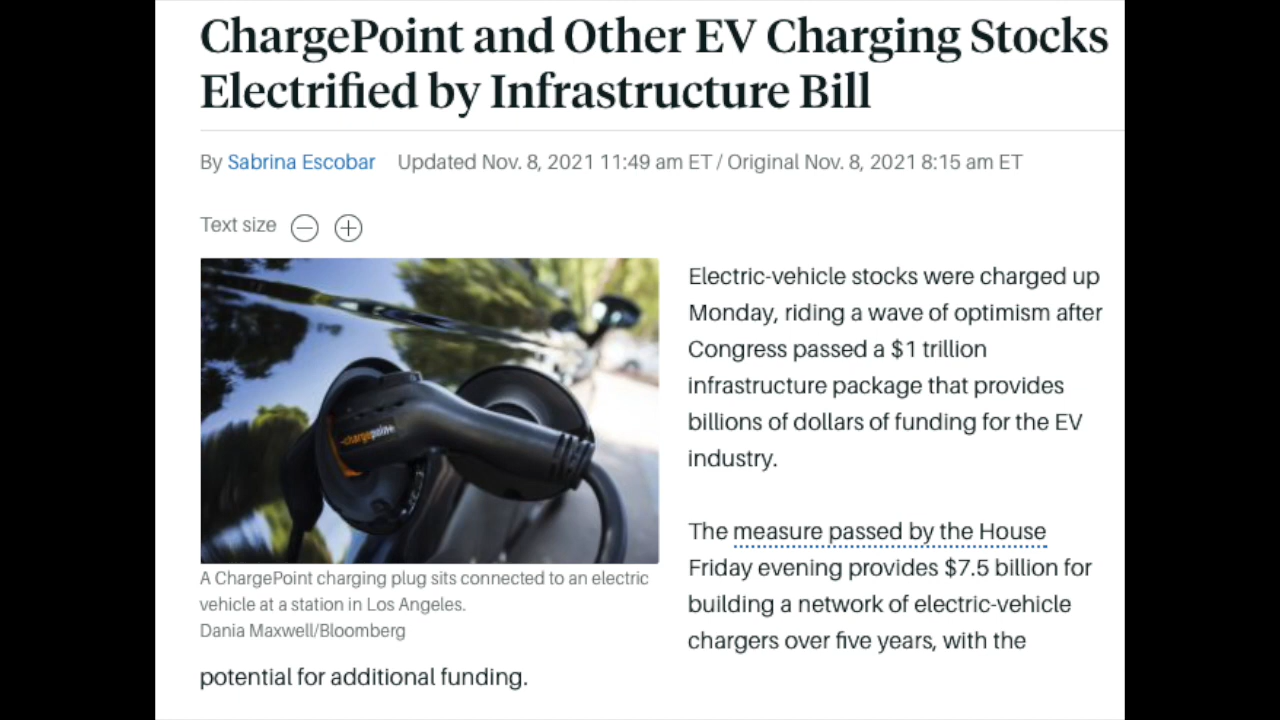 ChargePoint and Other EV Charging Stocks
Electrified by Infrastructure Bill
By Sabrina Escobar Updated Nov. 8, 2021 11:49 am ET / Original Nov. 8, 2021 8:15 am ET
Text size
-chargepoin+
A ChargePoint charging plug sits connected to an electric
vehicle at a station in Los Angeles.
Dania Maxwell/Bloomberg
Electric-vehicle stocks were charged up
Monday, riding a wave of optimism after
Congress passed a $1 trillion
infrastructure package that provides
billions of dollars of funding for the EV
industry.
The measure passed by the House
Friday evening provides $7.5 billion for
building a network of electric-vehicle
chargers over five years, with the
potential for additional funding.